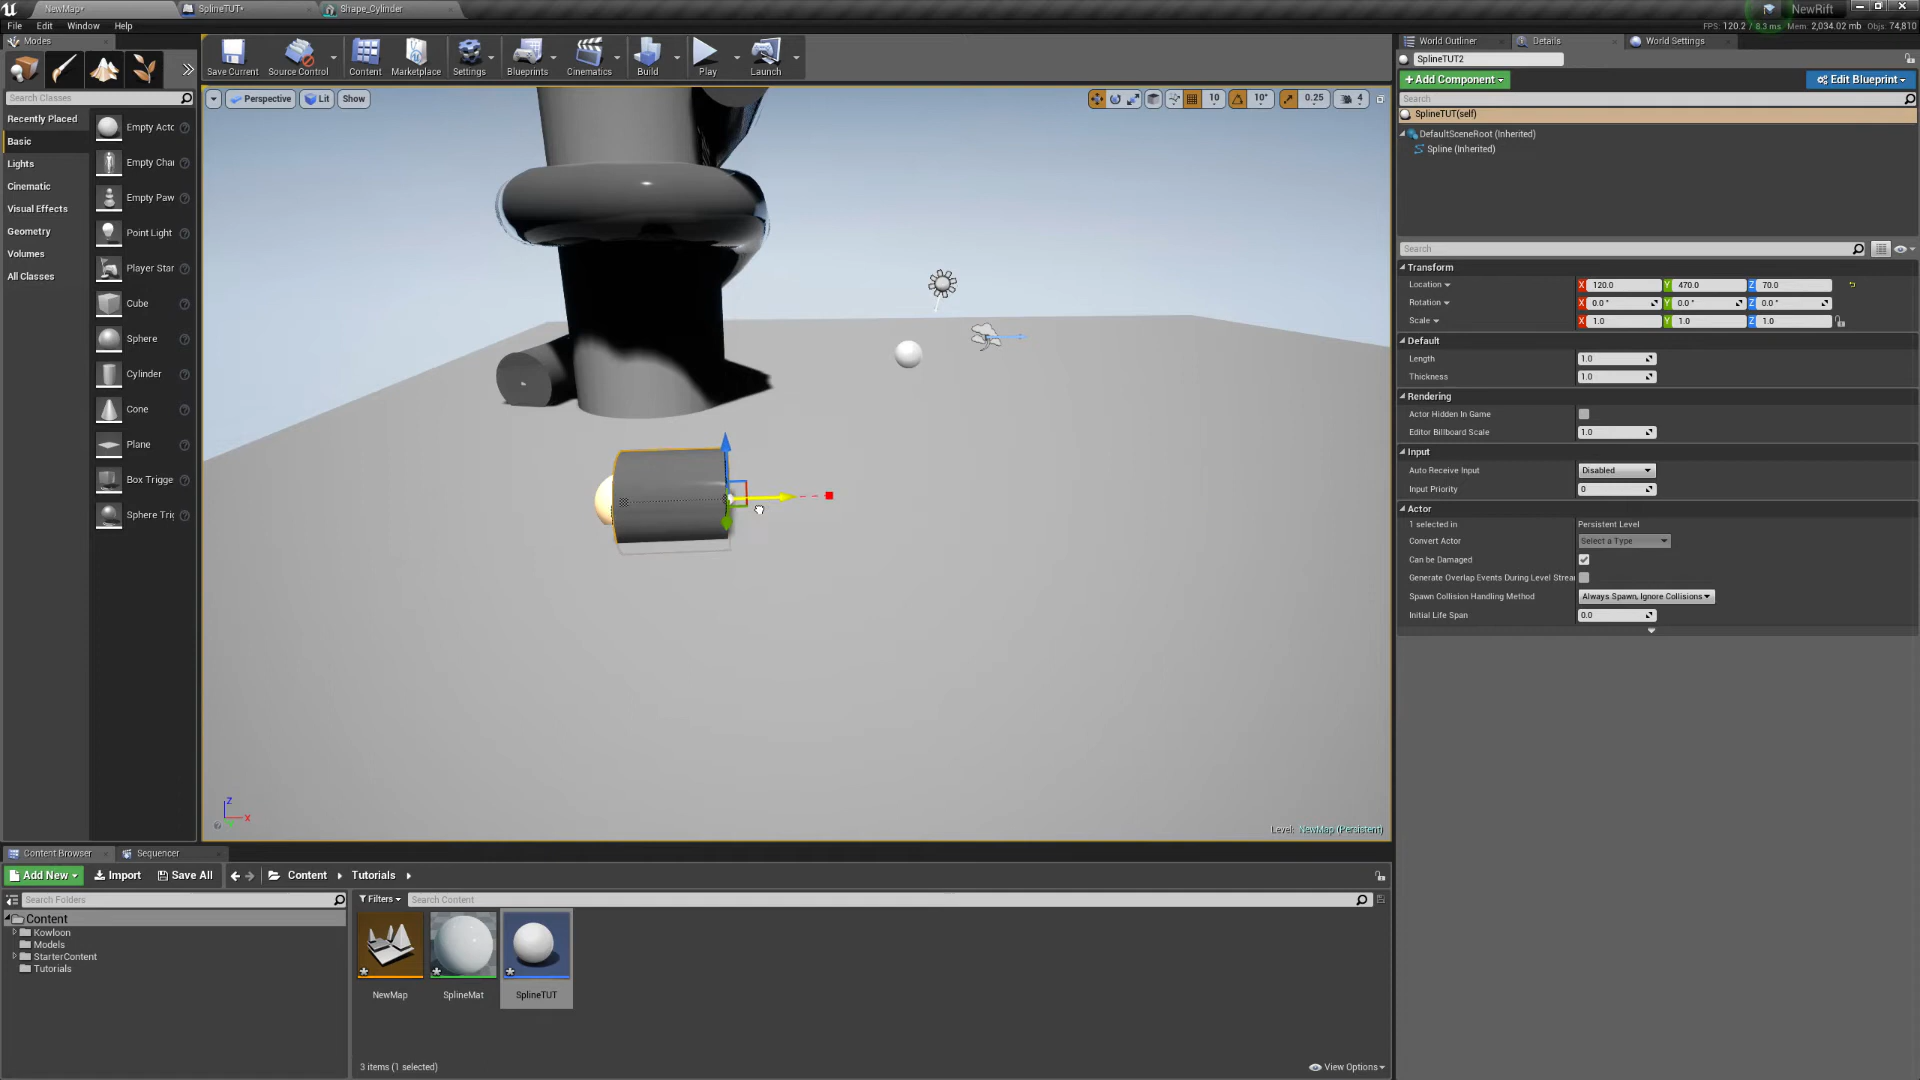 NewMap*
SplineTUT*
Shape_Cylinder
NewRift
File Edit Window Help
FPS: 120.2 / 8.3 ms Mem: 2,034.02 mb Objs: 74,810
Modes
Save Current
Source Control
Content
Marketplace
Settings
Blueprints
Cinematics
Build
Play
Launch
World Outliner
Details
World Settings
SplineTUT2
+Add Component
Edit Blueprint
Search
SplineTUT(self)
DefaultSceneRoot (Inherited)
Spline (Inherited)
Search Classes
Recently Placed
Basic
Lights
Cinematic
Visual Effects
Geometry
Volumes
All Classes
Empty Acto
Empty Cha
Empty Paw
Point Light
Player Star
Cube
Sphere
Cylinder
Cone
Plane
Box Trigge
Sphere Trig
Perspective
Lit
Show
10
10°
0.25
4
Z
X
Level: NewMap (Persistent)
Search
Transform
Location X 120.0 Y 470.0 Z 70.0
Rotation X 0.0 ° Y 0.0 ° Z 0.0 °
Scale X 1.0 Y 1.0 Z 1.0
Default
Length 1.0
Thickness 1.0
Rendering
Actor Hidden In Game
Editor Billboard Scale 1.0
Input
Auto Receive Input Disabled
Input Priority 0
Actor
1 selected in Persistent Level
Convert Actor Select a Type
Can be Damaged
Generate Overlap Events During Level Strea
Spawn Collision Handling Method Always Spawn, Ignore Collisions
Initial Life Span 0.0
Content Browser
Sequencer
Add New
Import
Save All
Content
Tutorials
Search Folders
Filters
Search Content
Content
Kowloon
Models
StarterContent
Tutorials
NewMap
SplineMat
SplineTUT
3 items (1 selected)
View Options